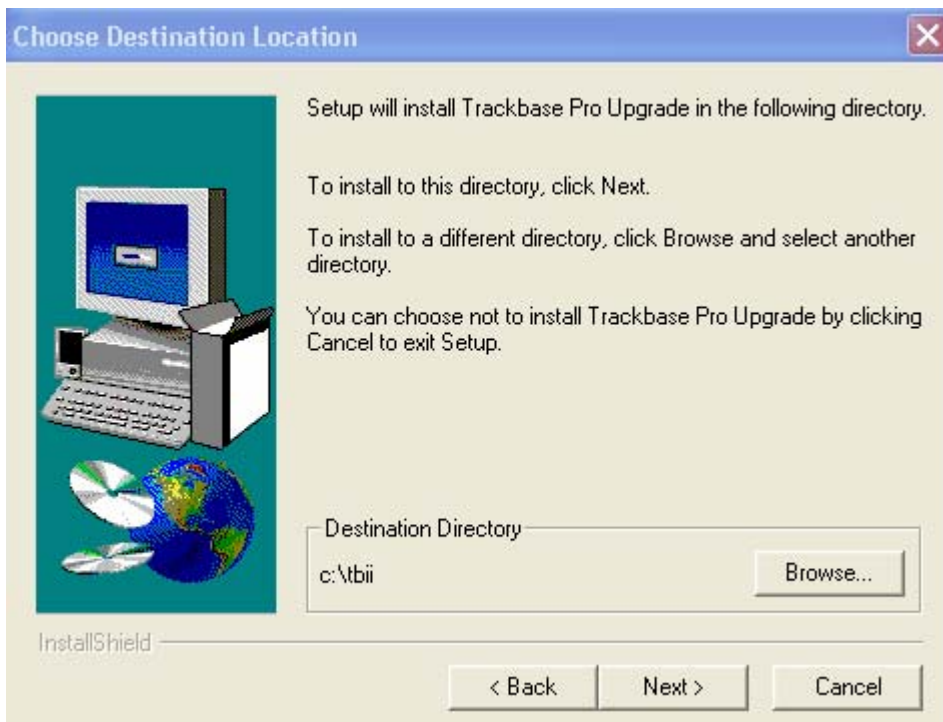 Choose Destination Location
Setup will install Trackbase Pro Upgrade in the following directory.
To install to this directory, click Next.
To install to a different directory, click Browse and select another
directory.
You can choose not to install Trackbase Pro Upgrade by clicking
Cancel to exit Setup.
Destination Directory
c:\tbii
Browse...
InstallShield
< Back
Next >
Cancel